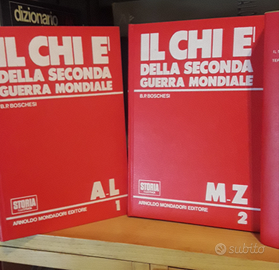 dizionario
IL CHI E'
DELLA SECONDA
GUERRA MONDIALE
B.P. BOSCHESI
STORIA
A-L
1
ARNOLDO MONDADORI EDITORE
IL CHI E'
DELLA SECONDA
GUERRA MONDIALE
B.P. BOSCHESI
STORIA
M-Z
2
ARNOLDO MONDADORI EDITORE
subito